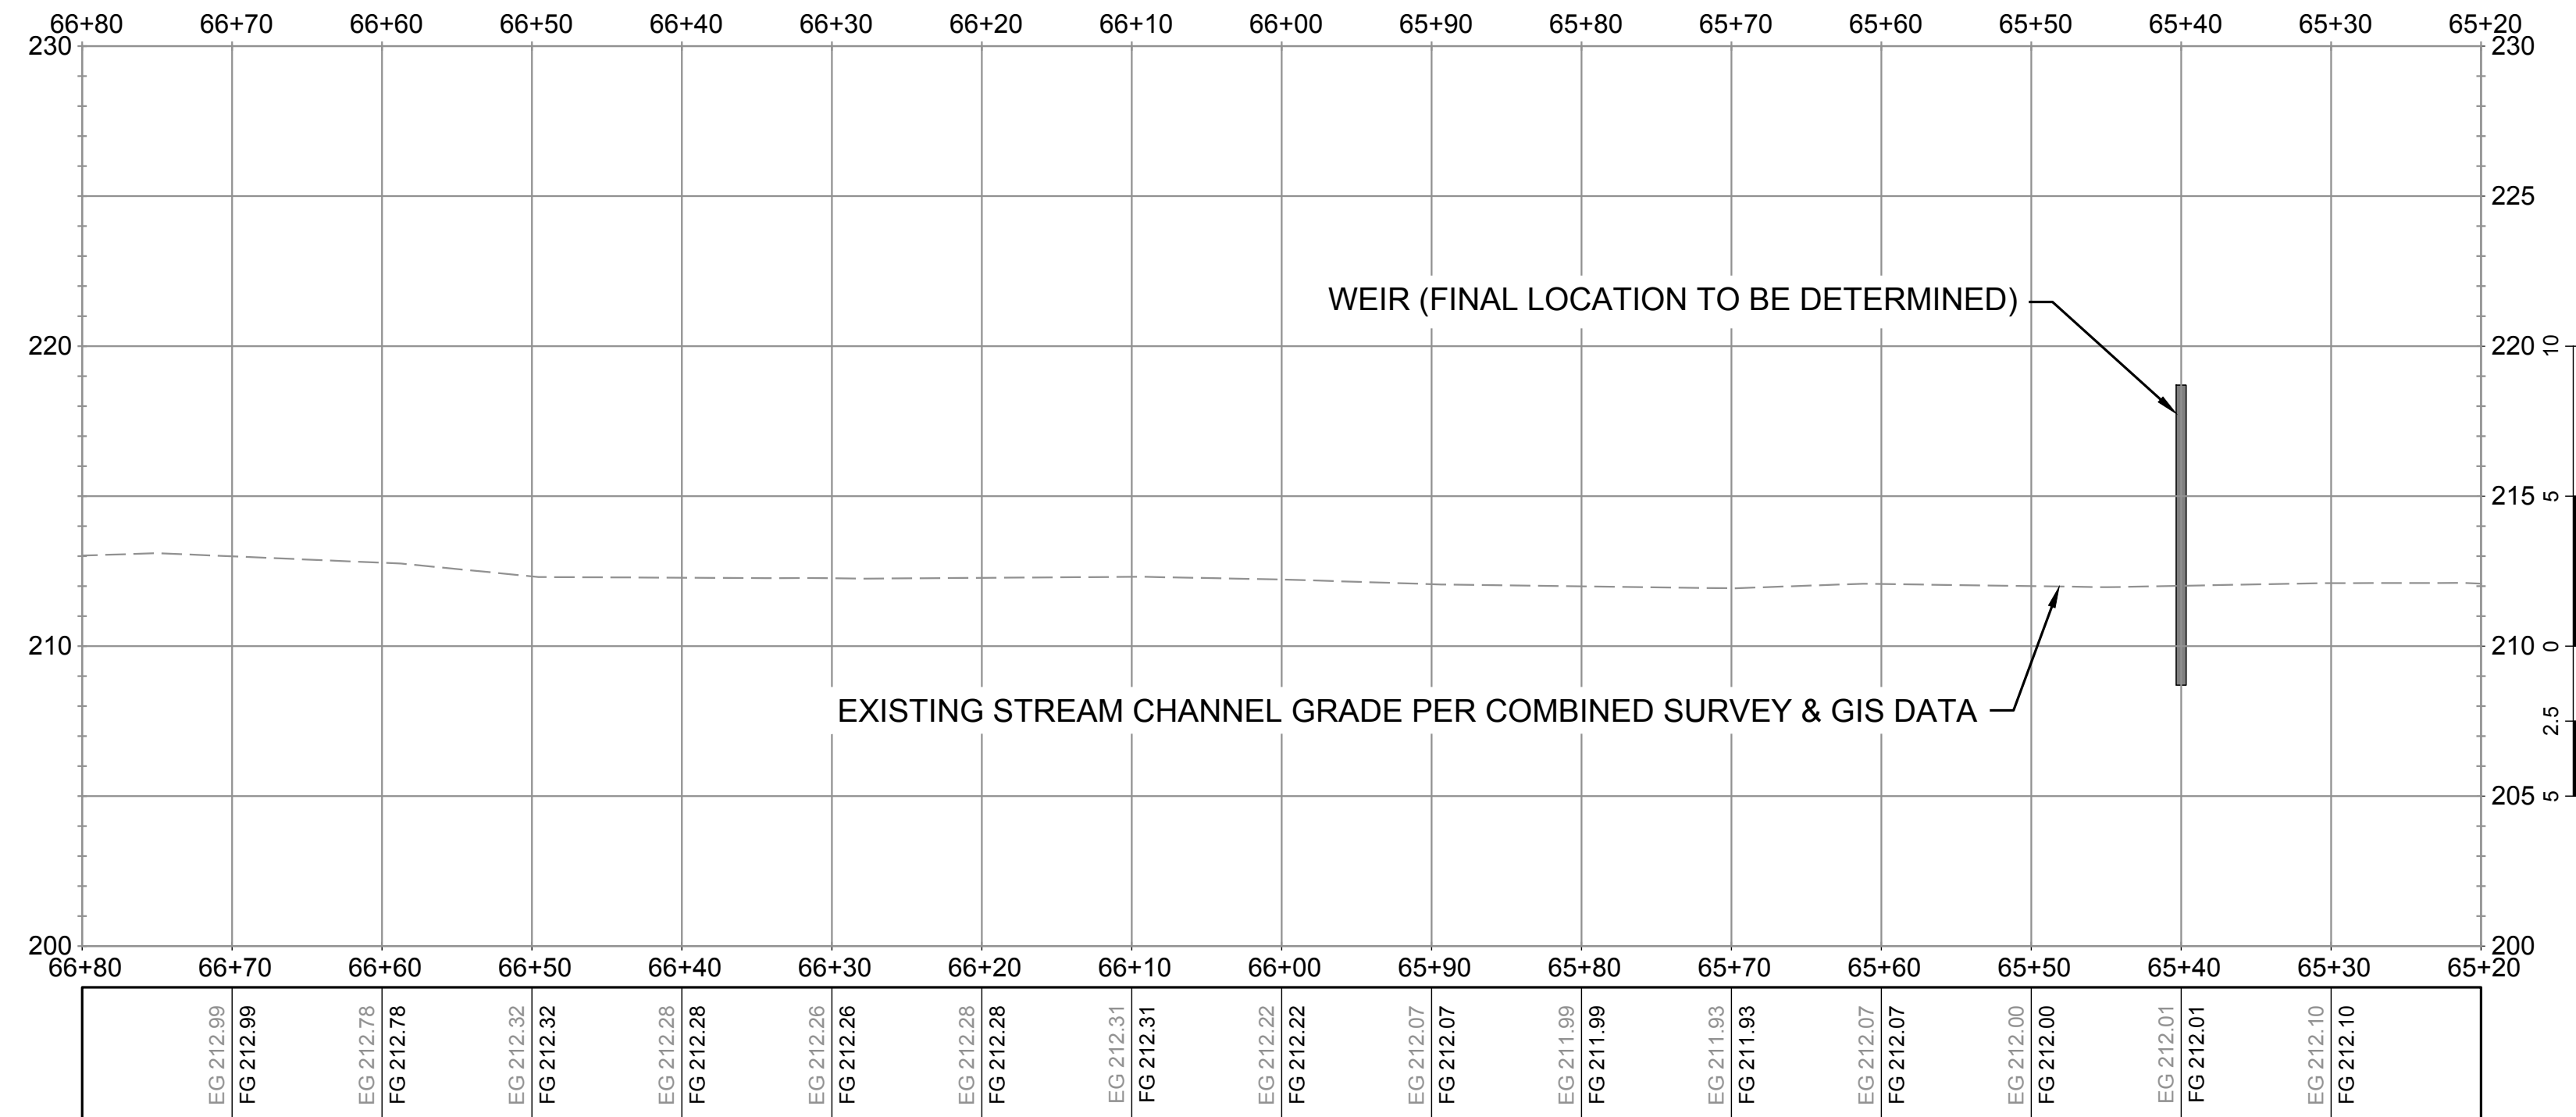 66+80 66+70 66+60 66+50 66+40 66+30 66+20 66+10 66+00 65+90 65+80 65+70 65+60 65+50 65+40 65+30 65+20
230 230
225
WEIR (FINAL LOCATION TO BE DETERMINED)
220 220 10
215 5
210 210 0
EXISTING STREAM CHANNEL GRADE PER COMBINED SURVEY & GIS DATA
2.5
205 5
200 200
66+80 66+70 66+60 66+50 66+40 66+30 66+20 66+10 66+00 65+90 65+80 65+70 65+60 65+50 65+40 65+30 65+20
EG 212.99
FG 212.99
EG 212.78
FG 212.78
EG 212.32
FG 212.32
EG 212.28
FG 212.28
EG 212.26
FG 212.26
EG 212.28
FG 212.28
EG 212.31
FG 212.31
EG 212.22
FG 212.22
EG 212.07
FG 212.07
EG 211.99
FG 211.99
EG 211.93
FG 211.93
EG 212.07
FG 212.07
EG 212.00
FG 212.00
EG 212.01
FG 212.01
EG 212.10
FG 212.10